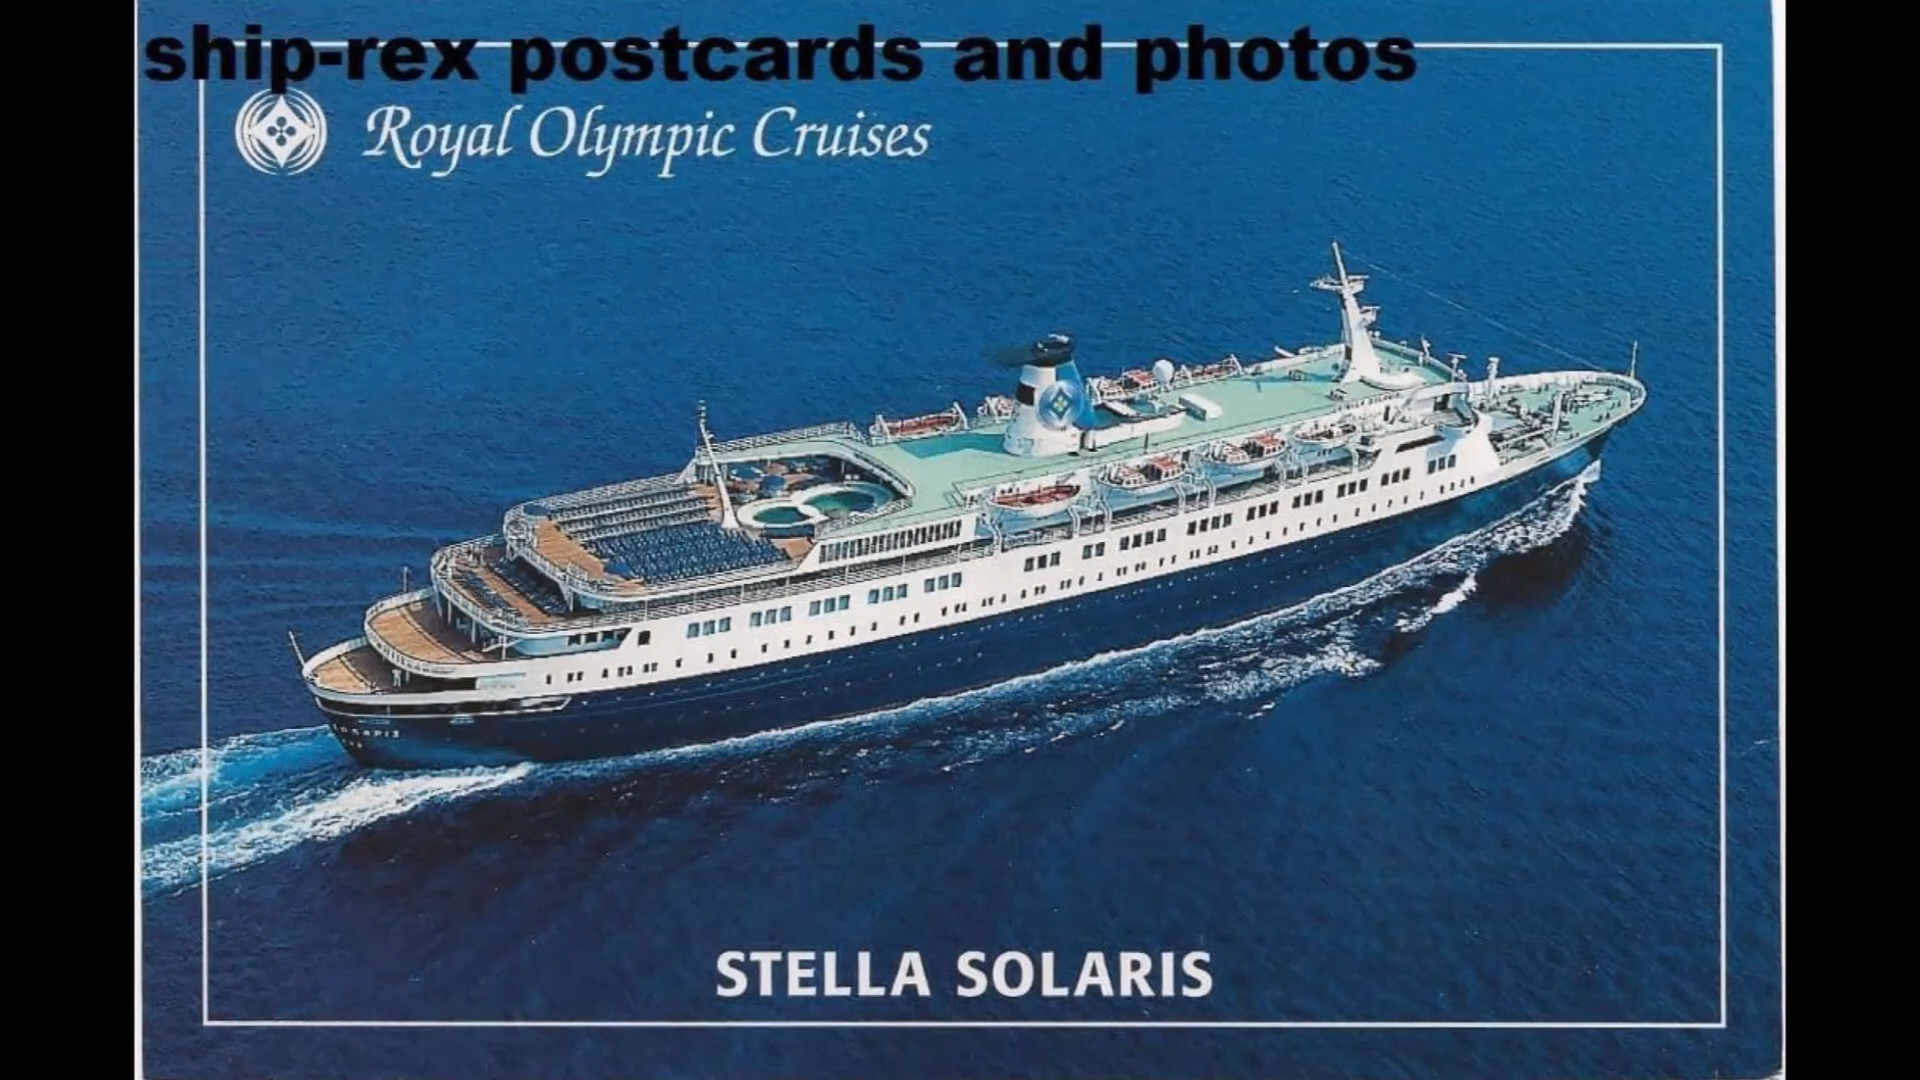 ship-rex postcards and photos
Royal Olympic Cruises
STELLA SOLARIS